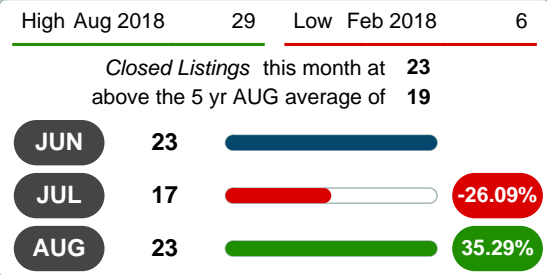 High Aug 2018 29 Low Feb 2018 6
Closed Listings this month at 23
above the 5 yr AUG average of 19
JUN 23
JUL 17 -26.09%
AUG 23 35.29%